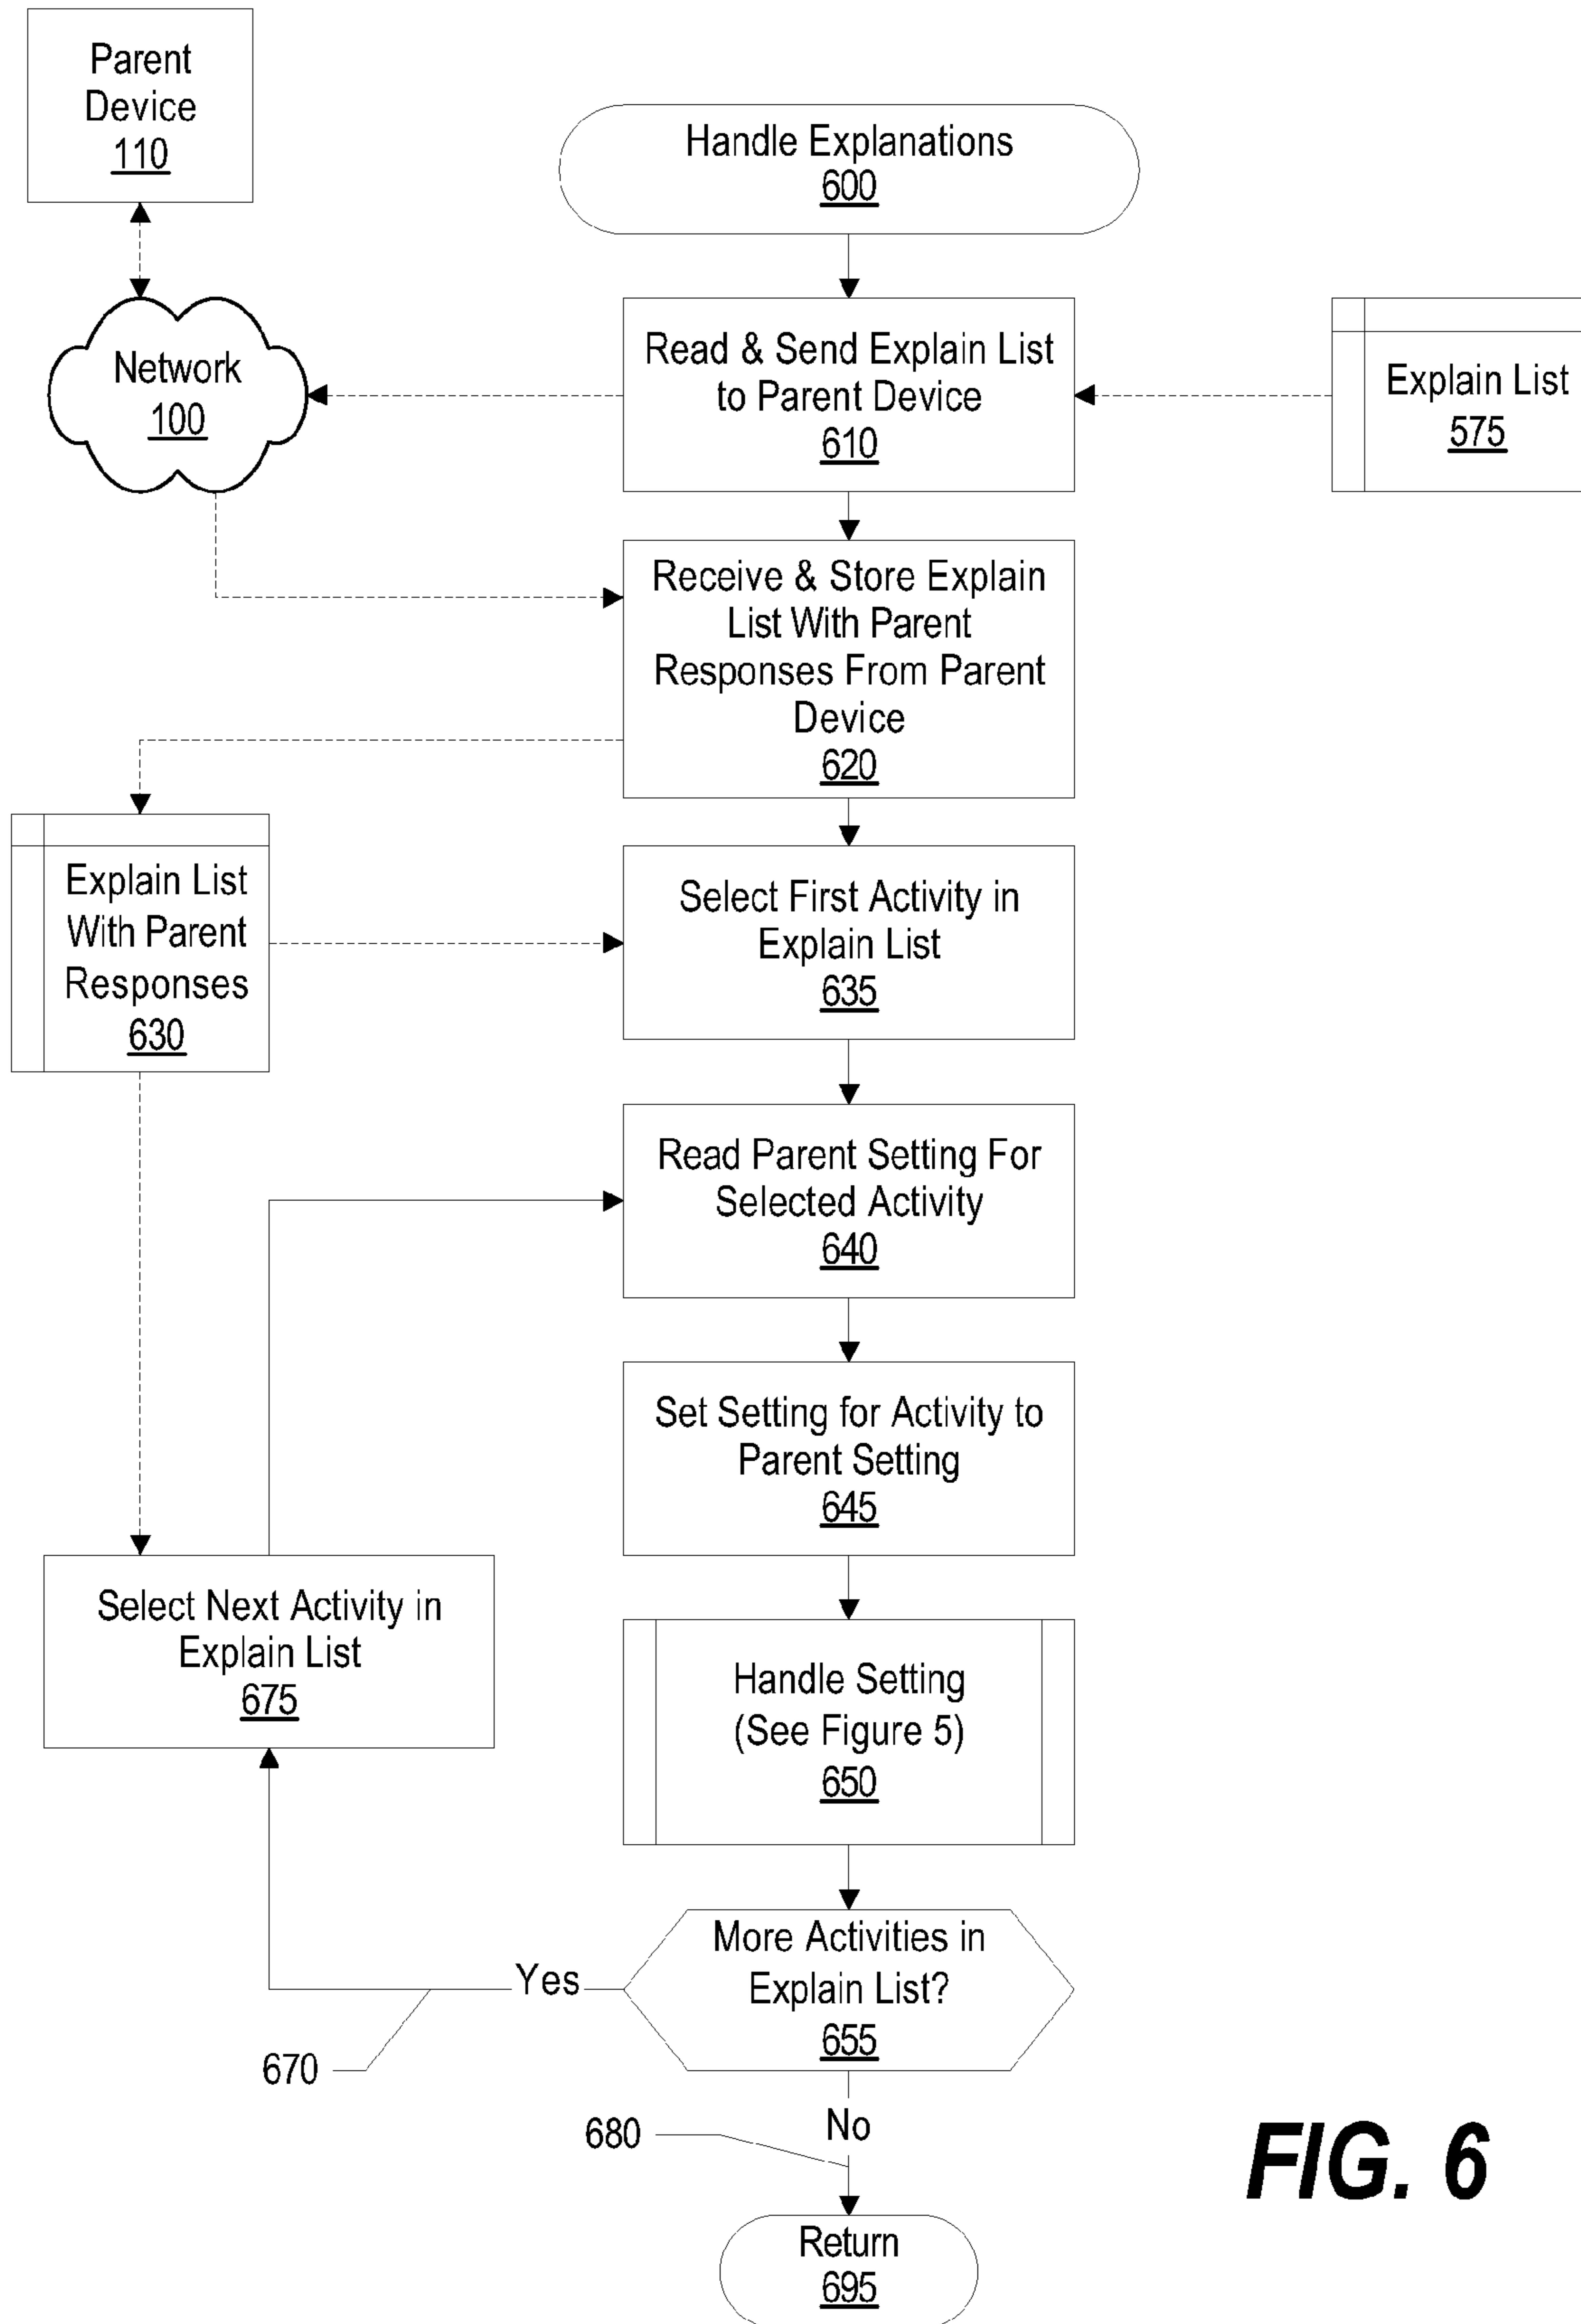 Parent
Device
110
Handle Explanations
600
Network
100
Read & Send Explain List
to Parent Device
610
Explain List
575
Receive & Store Explain
List With Parent
Responses From Parent
Device
620
Explain List
With Parent
Responses
630
Select First Activity in
Explain List
635
Read Parent Setting For
Selected Activity
640
Set Setting for Activity to
Parent Setting
645
Select Next Activity in
Explain List
675
Handle Setting
(See Figure 5)
650
More Activities in
Explain List?
655
Yes
670
No
680
Return
695
FIG. 6